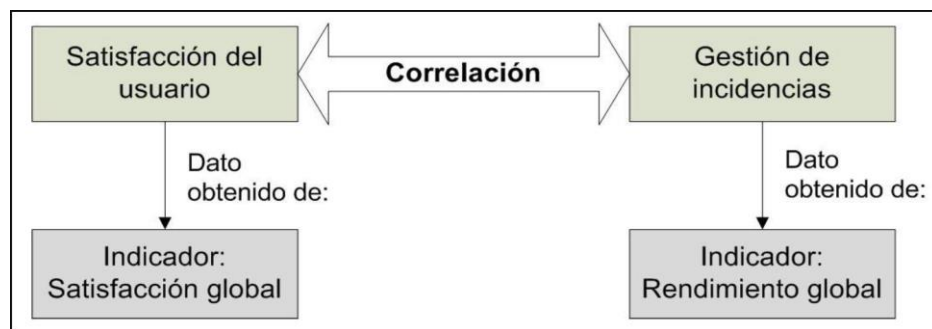 Satisfacción del
usuario
Correlación
Gestión de
incidencias
Dato
obtenido de:
Dato
obtenido de:
Indicador:
Satisfacción global
Indicador:
Rendimiento global